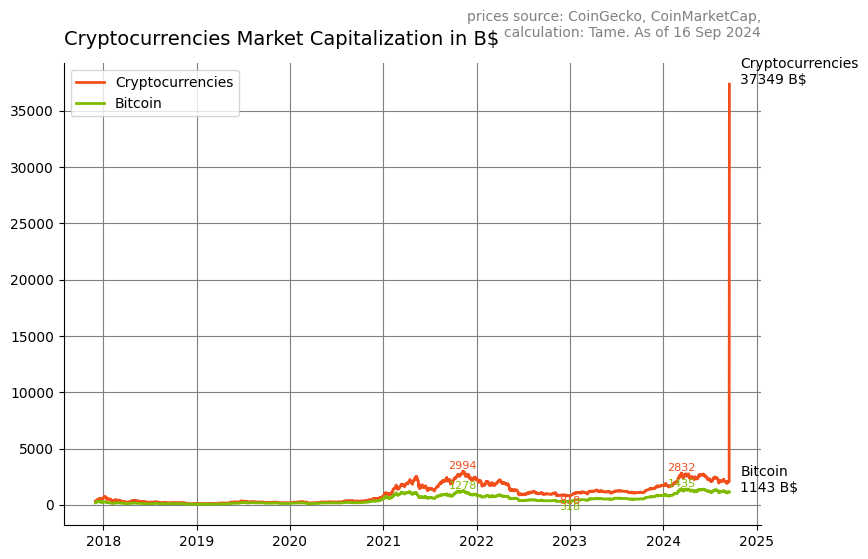 prices source: CoinGecko, CoinMarketCap,
calculation: Tame. As of 16 Sep 2024
Cryptocurrencies Market Capitalization in B$
Cryptocurrencies
37349 B$
Cryptocurrencies
Bitcoin
35000
30000
25000
20000
15000
10000
5000
0
2994
1278
2832
1435
318
Bitcoin
1143 B$
2018
2019
2020
2021
2022
2023
2024
2025